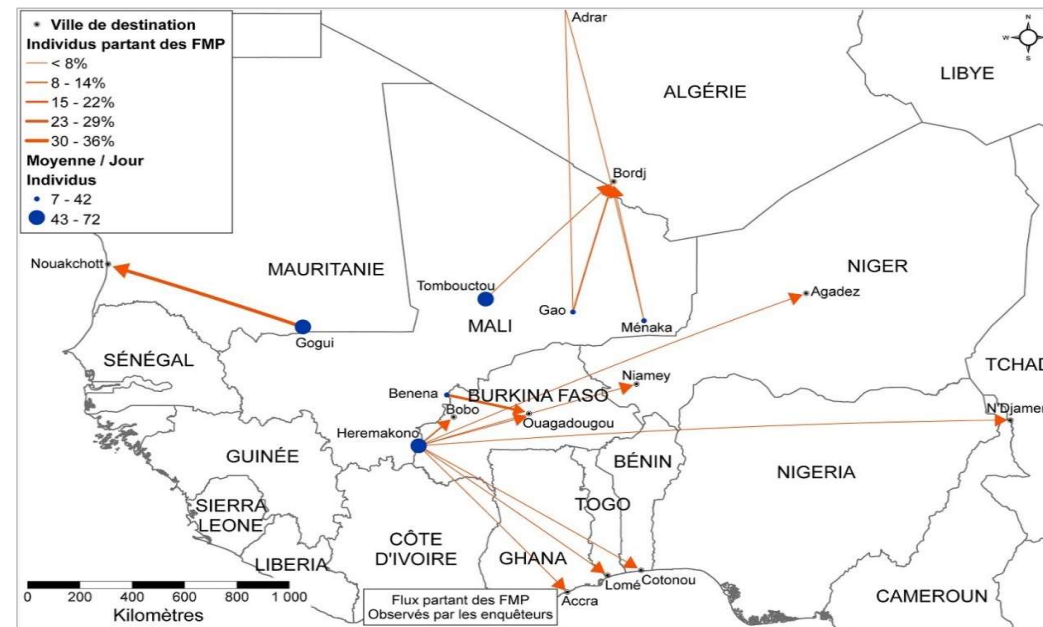 Ville de destination
Individus partant des FMP
< 8%
8 - 14%
15 - 22%
23 - 29%
30 - 36%
Moyenne / Jour
Individus
7 - 42
43 - 72
Adrar
N
W E
S
LIBYE
ALGÉRIE
Bordj
Nouakchott
MAURITANIE
Tombouctou
NIGER
Agadez
Gao
Ménaka
MALI
Gogui
SÉNÉGAL
TCHAD
Niamey
Benena
BURKINA FASO
Bobo
Ouagadougou
N'Djamen
Heremakono
GUINÉE
BÉNIN
NIGERIA
SIERRA
LEONE
TOGO
CÔTE
D'IVOIRE
GHANA
LIBERIA
Lomé
Cotonou
Accra
CAMEROUN
0 200 400 600 800 1 000
Kilomètres
Flux partant des FMP
Observés par les enquêteurs